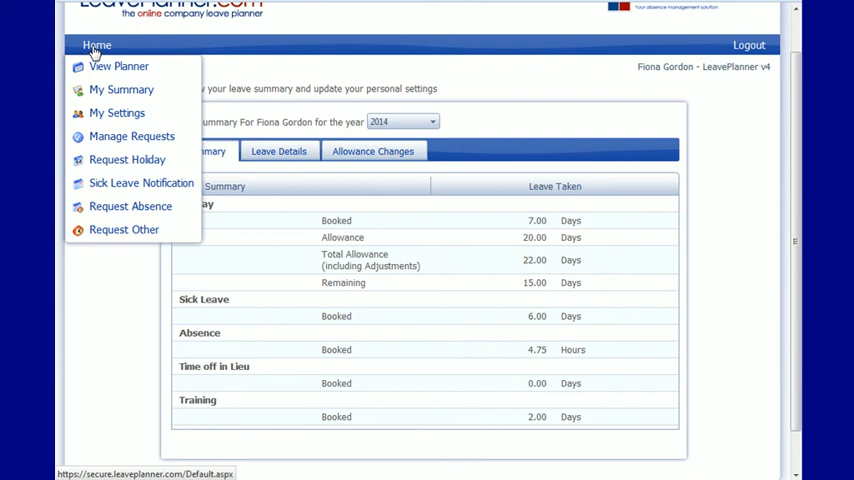 LeavePlanner.com
the online company leave planner
Your absence management solution
Home
Logout
View Planner
My Summary
My Settings
Manage Requests
Request Holiday
Sick Leave Notification
Request Absence
Request Other
Fiona Gordon - LeavePlanner v4
your leave summary and update your personal settings
Summary For Fiona Gordon for the year 2014
mmary
Leave Details
Allowance Changes
Summary
Leave Taken
ay
Booked 7.00 Days
Allowance 20.00 Days
Total Allowance
(including Adjustments) 22.00 Days
Remaining 15.00 Days
Sick Leave
Booked 6.00 Days
Absence
Booked 4.75 Hours
Time off in Lieu
Booked 0.00 Days
Training
Booked 2.00 Days
https://secure.leaveplanner.com/Default.aspx